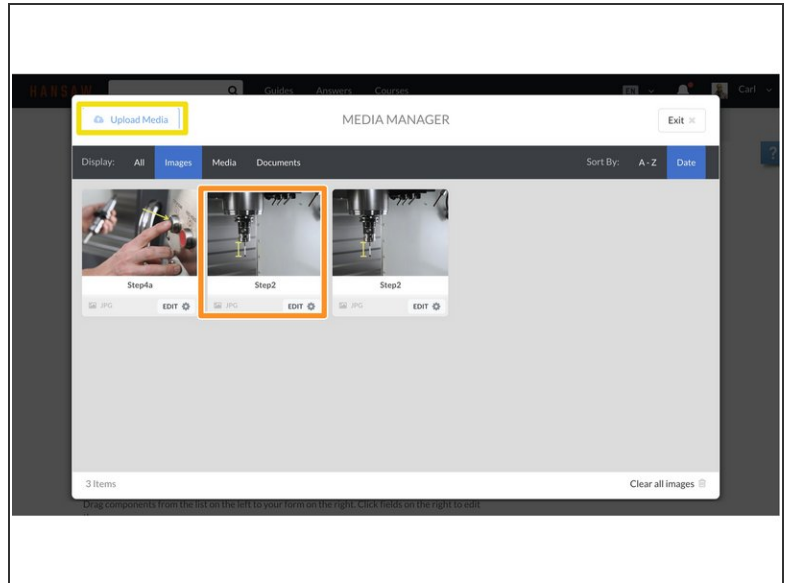 HANSAW Guides Answers Courses EN Carl
Upload Media MEDIA MANAGER Exit ×
Display: All Images Media Documents Sort By: A - Z Date
?
Step4a Step2 Step2
JPG EDIT JPG EDIT JPG EDIT
3 Items Clear all images
Drag components from the list on the left to your form on the right. Click fields on the right to edit